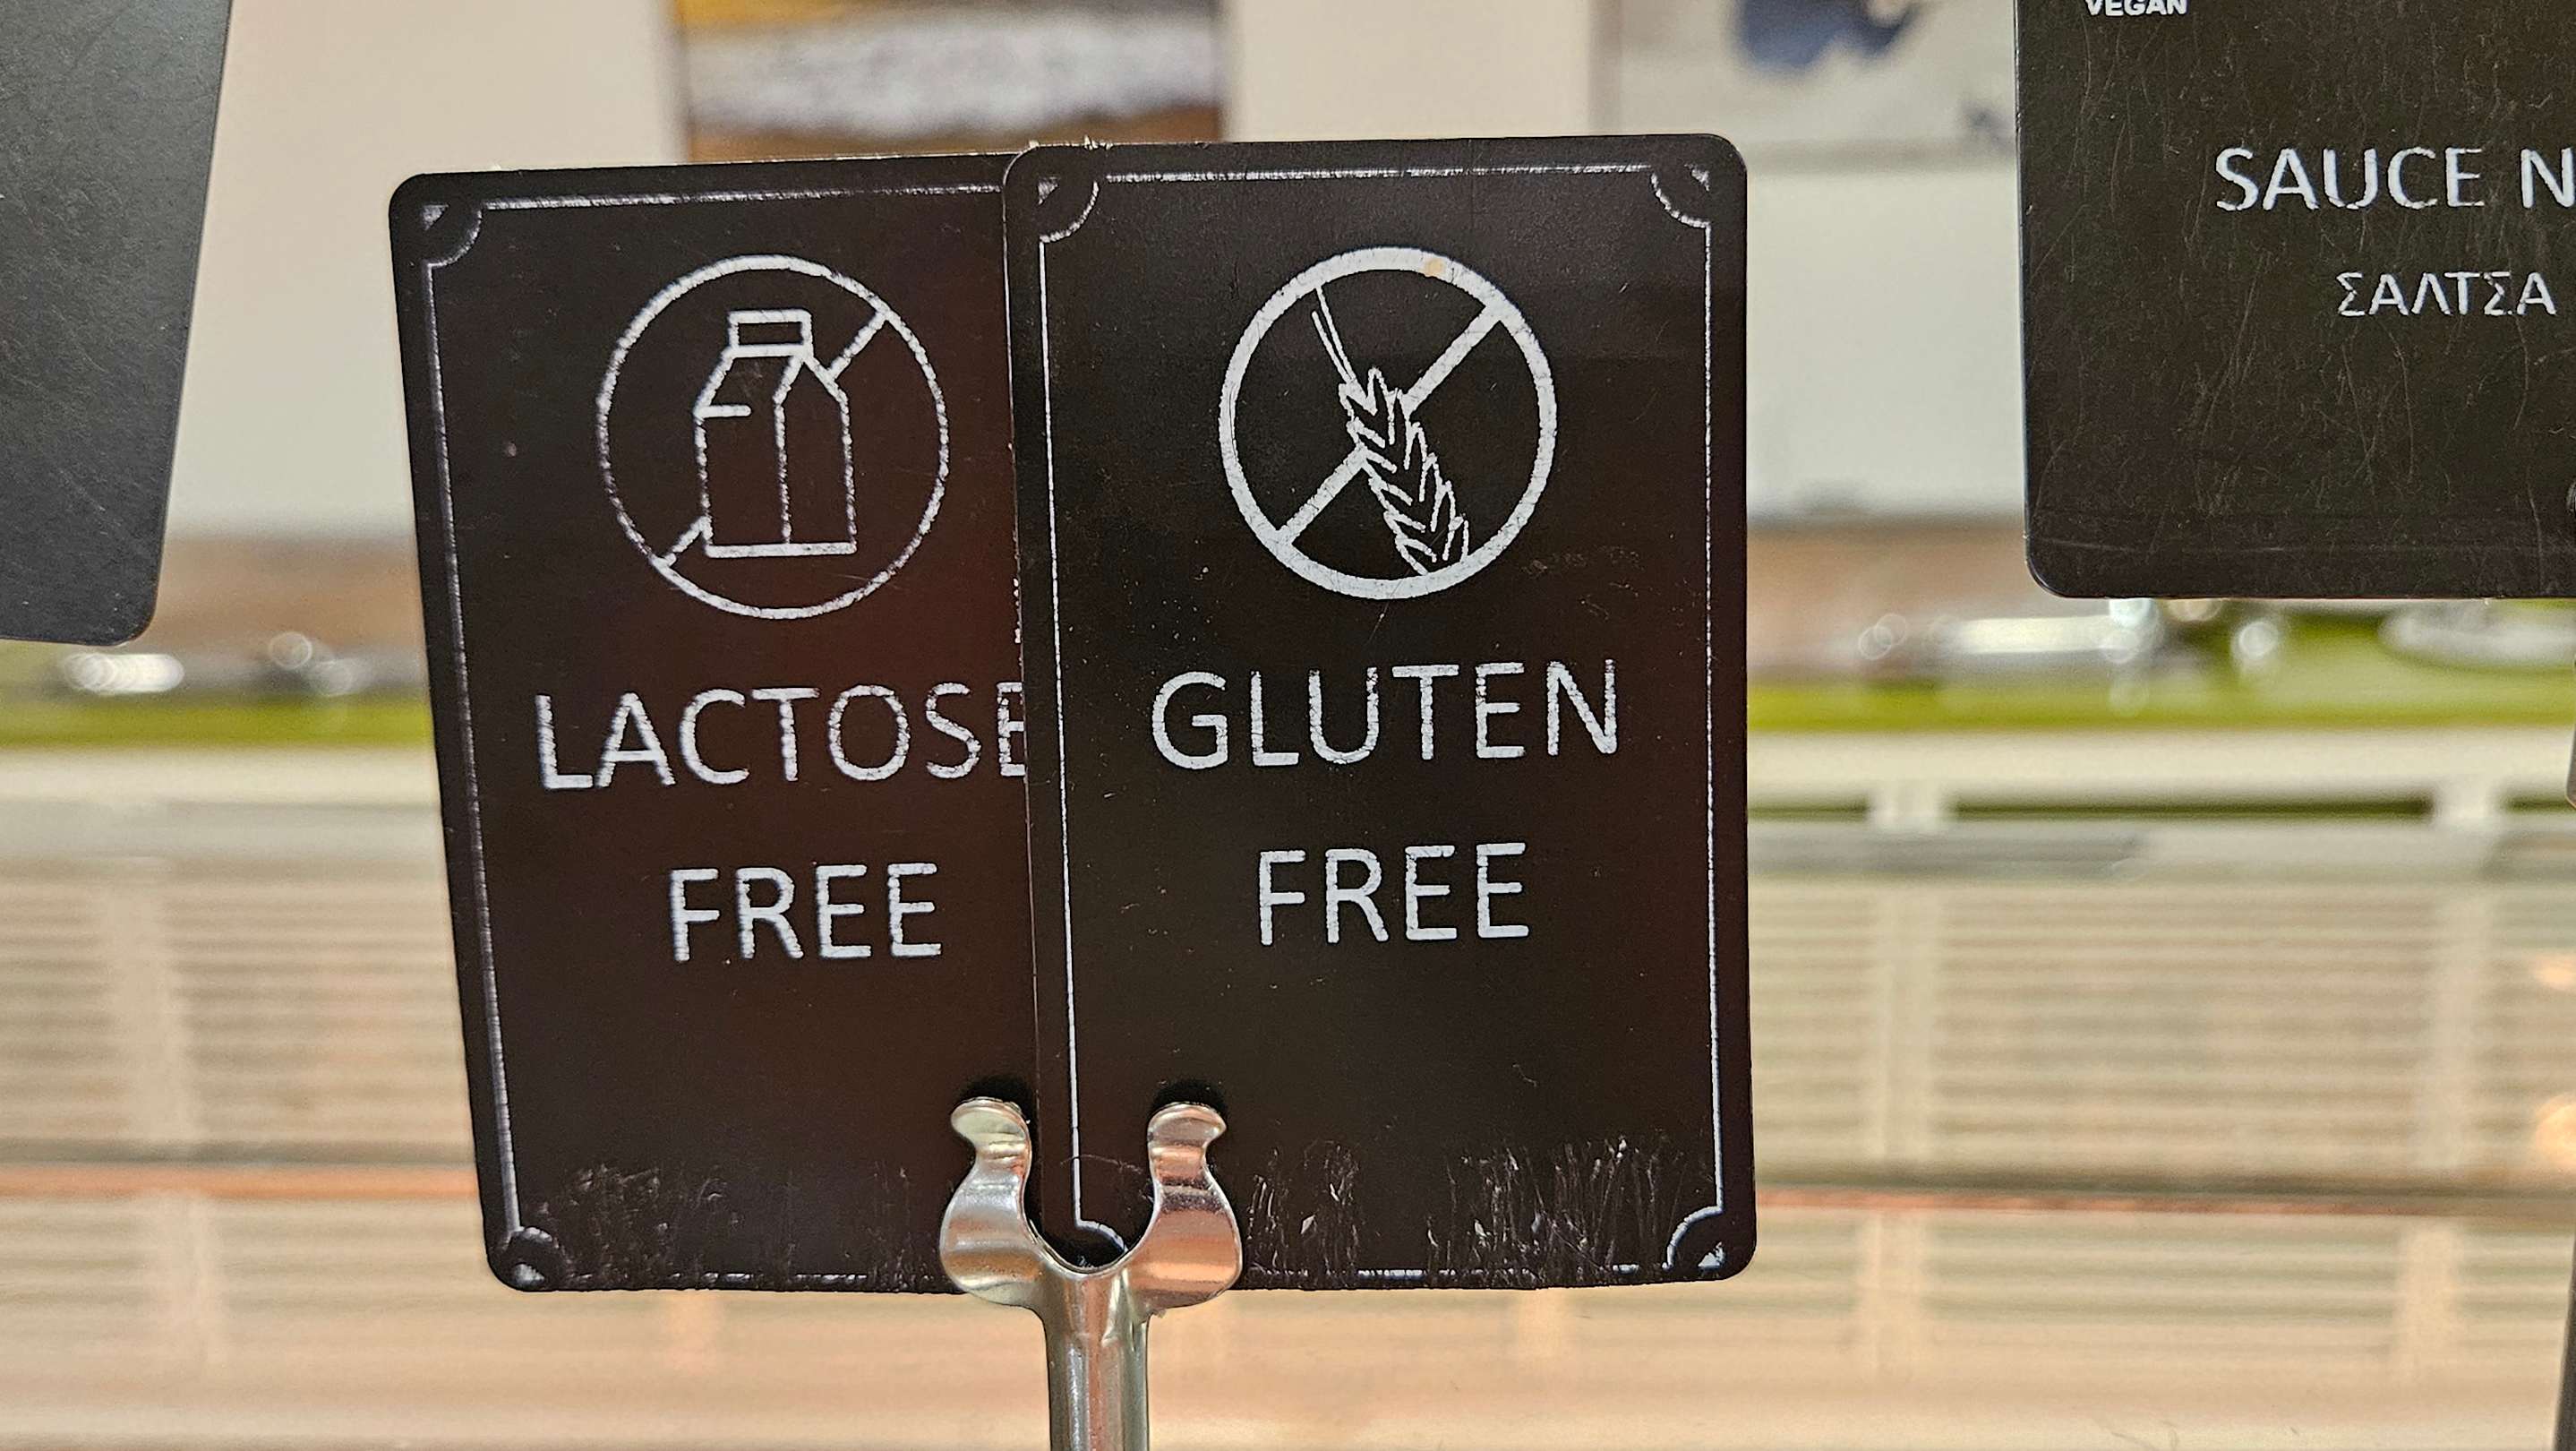 LACTOSE
FREE
GLUTEN
FREE
VEGAN
SAUCE
ΣΑΛΤΣΑ